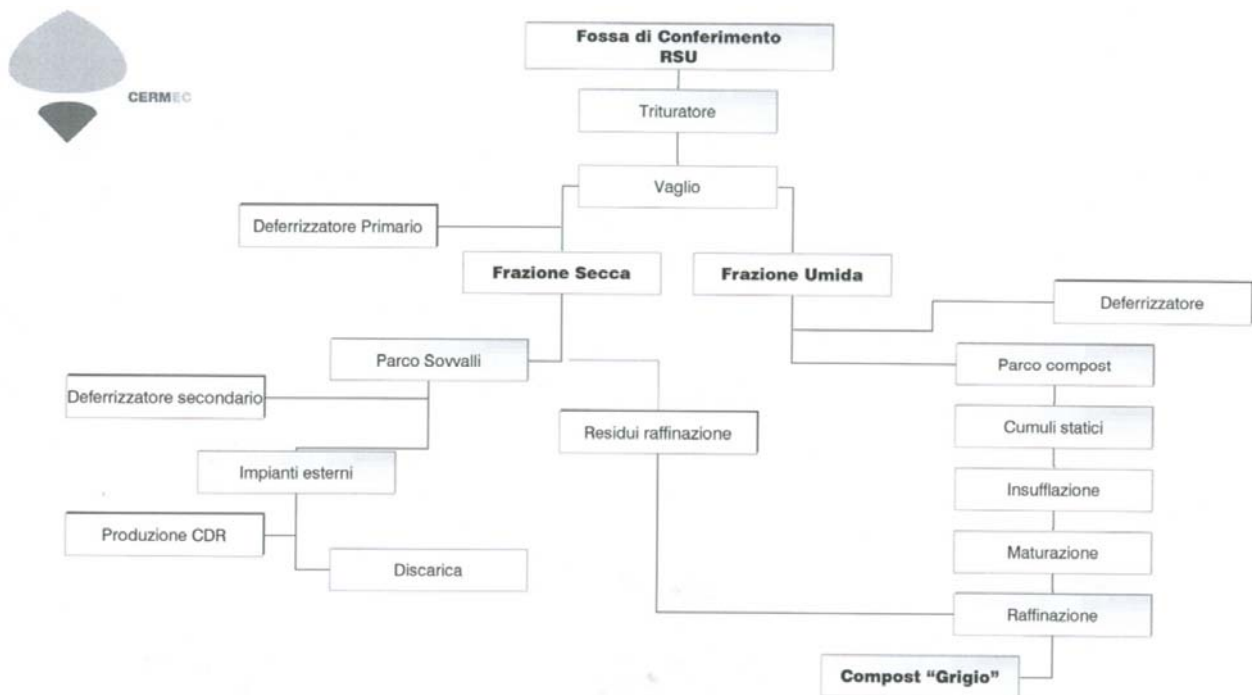 CERMEC
Fossa di Conferimento
RSU
Trituratore
Vaglio
Deferrizzatore Primario
Frazione Secca
Frazione Umida
Deferrizzatore
Parco Sovvalli
Parco compost
Deferrizzatore secondario
Residui raffinazione
Cumuli statici
Impianti esterni
Insufflazione
Produzione CDR
Maturazione
Discarica
Raffinazione
Compost “Grigio”